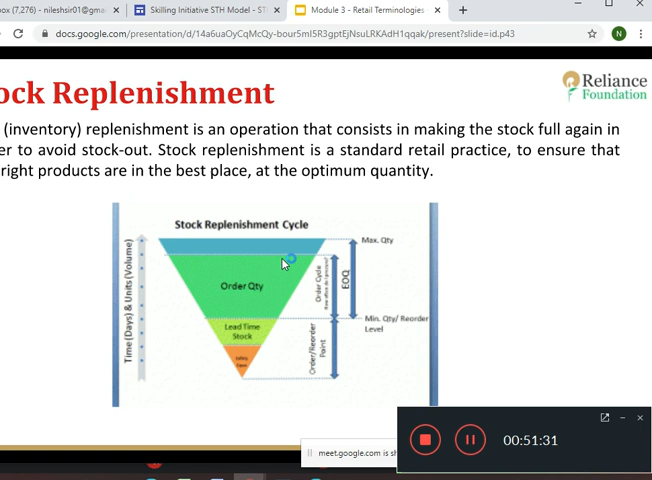 ox (7,276) - nileshsir01@gma
Skilling Initiative STH Model - ST
Module 3 - Retail Terminologies
docs.google.com/presentation/d/14a6uaOyCqMcQy-bour5ml5R3gptEjNsuLRKAdH1qqak/present?slide=id.p43
N
ock Replenishment
Reliance
Foundation
(inventory) replenishment is an operation that consists in making the stock full again in
er to avoid stock-out. Stock replenishment is a standard retail practice, to ensure that
right products are in the best place, at the optimum quantity.
Stock Replenishment Cycle
Time (Days) & Units (Volume)
Max. Qty
Order Qty
Order Cycle
EOQ
Min. Qty/ Reorder
Level
Lead Time
Stock
Order/Reorder
Point
Safety
Stock
meet.google.com is sh
00:51:31